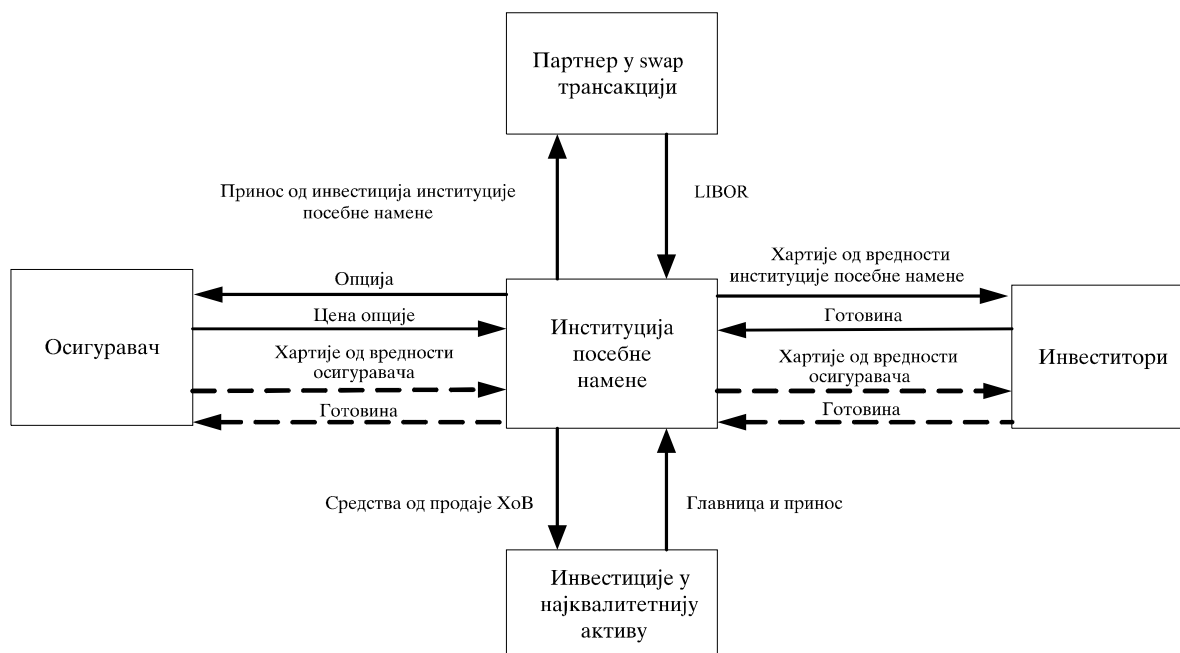 Партнер у swap
трансакцији
Принос од инвестиција институције
посебне намене
LIBOR
Хартије од вредности
институције посебне намене
Опција
Цена опције
Готовина
Осигуравач
Институција
посебне
намене
Инвеститори
Хартије од вредности
осигуравача
Хартије од вредности
осигуравача
Готовина
Готовина
Средства од продаје ХоВ
Главница и принос
Инвестиције у
најквалитетнију
активу